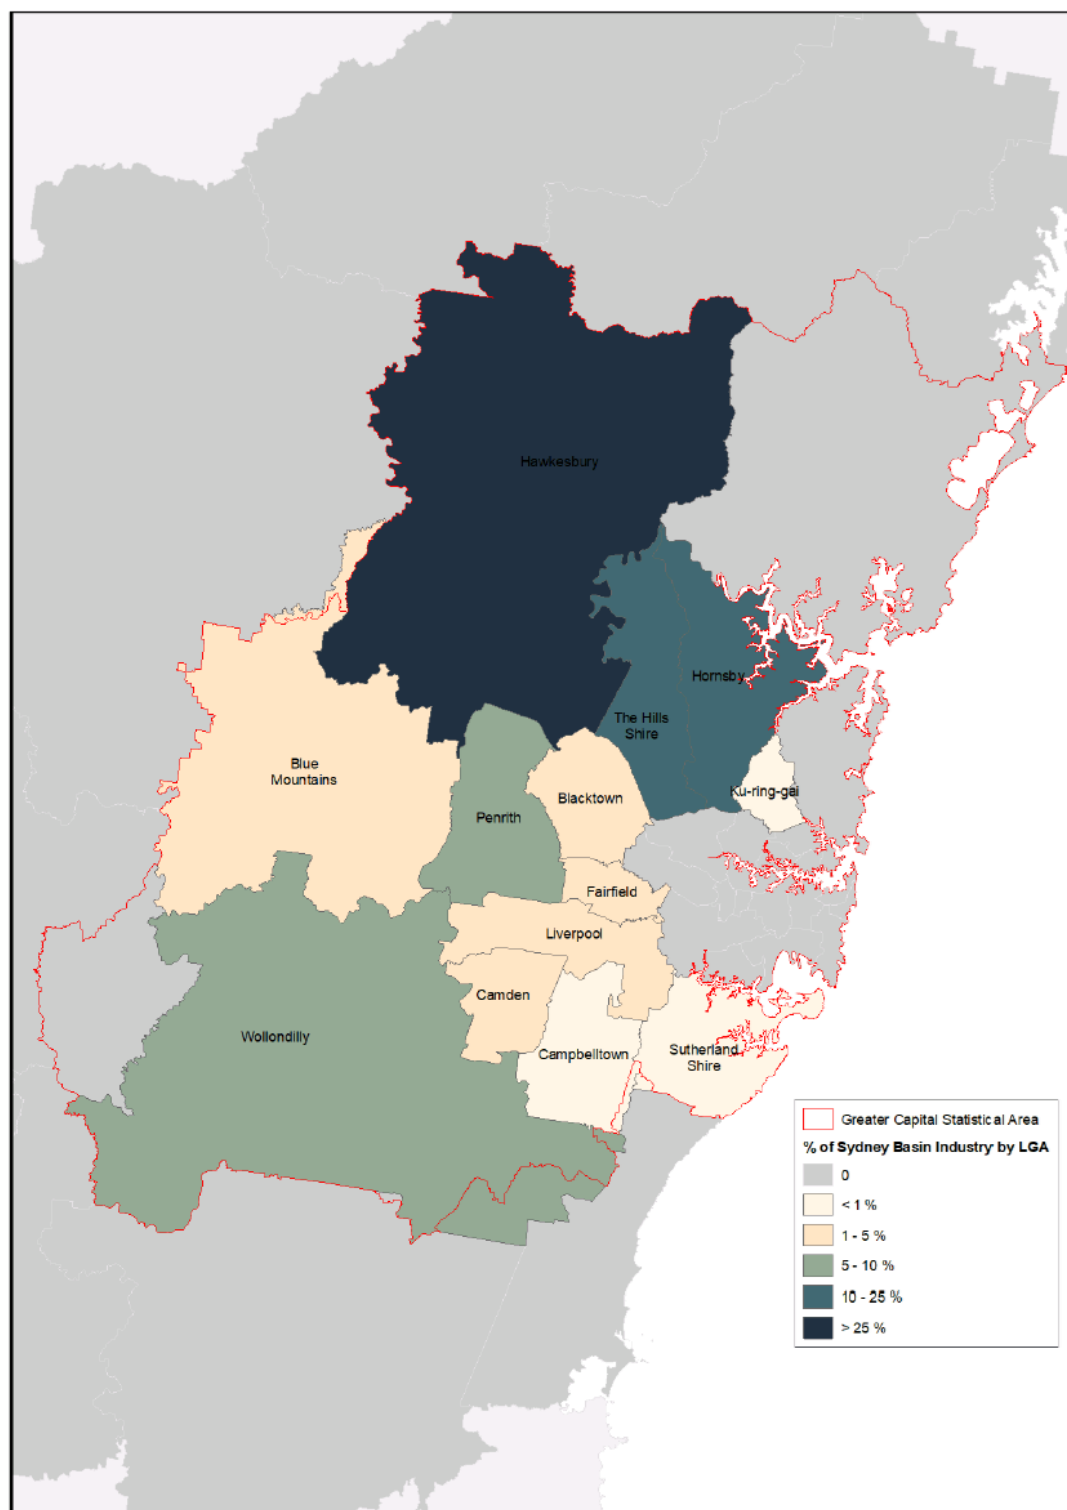 Hawkesbury
Hornsby
The Hills
Shire
Blue
Mountains
Ku-ring-gai
Blacktown
Penrith
Fairfield
Liverpool
Camden
Wollondilly
Campbelltown
Sutherland
Shire
Greater Capital Statistical Area
% of Sydney Basin Industry by LGA
0
< 1 %
1 - 5 %
5 - 10 %
10 - 25 %
> 25 %